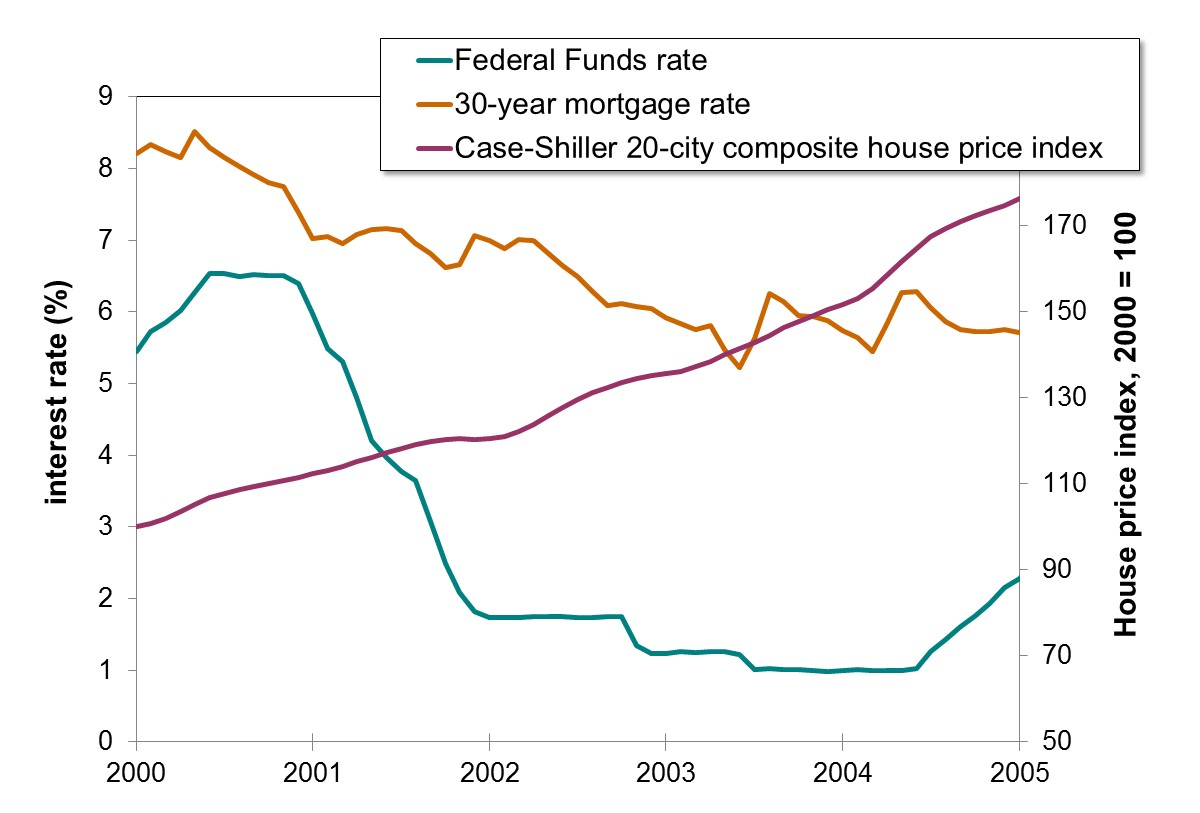 Federal Funds rate
30-year mortgage rate
Case-Shiller 20-city composite house price index
9
8
7
6
5
4
3
2
1
0
interest rate (%)
170
150
130
110
90
70
50
House price index, 2000 = 100
2000 2001 2002 2003 2004 2005